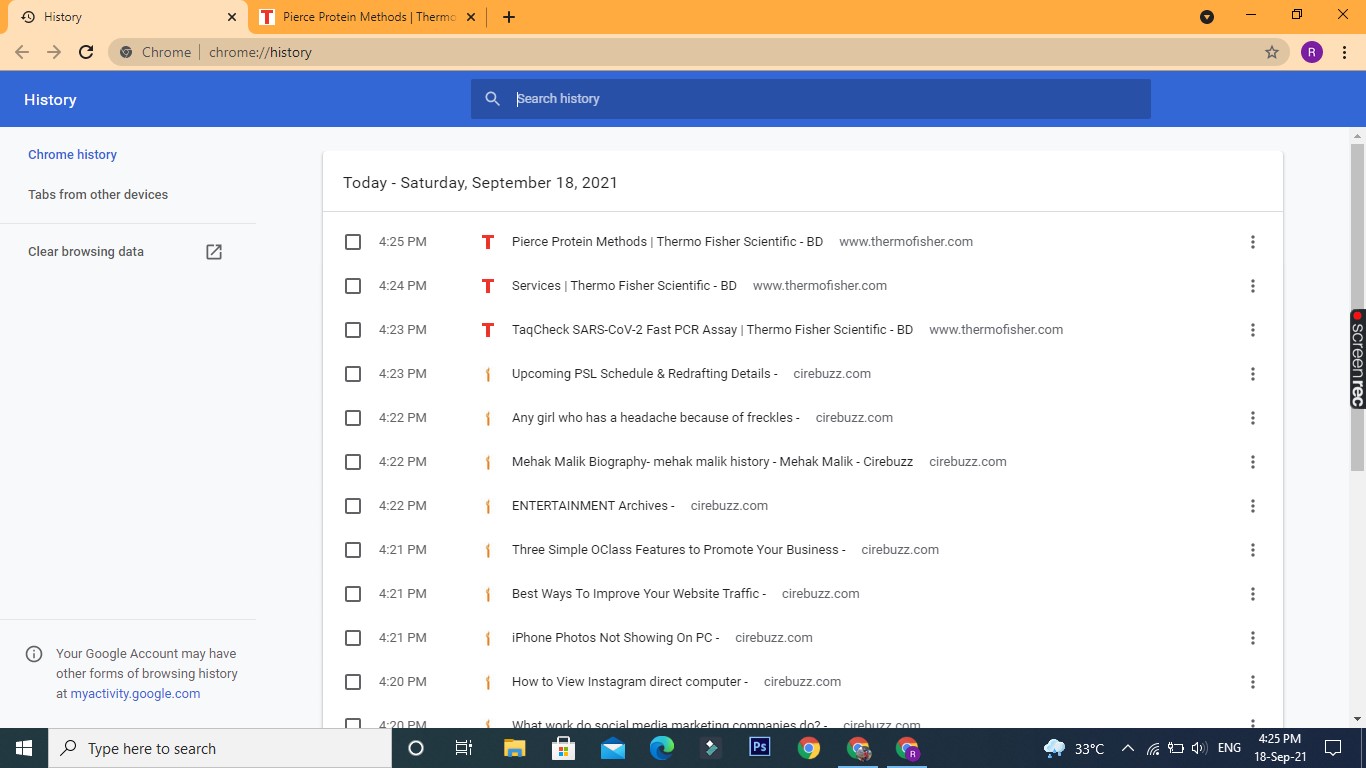 History
Pierce Protein Methods | Thermo
Chrome
chrome://history
R
History
Search history
Chrome history
Tabs from other devices
Clear browsing data
Your Google Account may have
other forms of browsing history
at myactivity.google.com
Today - Saturday, September 18, 2021
4:25 PM T Pierce Protein Methods | Thermo Fisher Scientific - BD www.thermofisher.com
4:24 PM T Services | Thermo Fisher Scientific - BD www.thermofisher.com
4:23 PM T TaqCheck SARS-CoV-2 Fast PCR Assay | Thermo Fisher Scientific - BD www.thermofisher.com
4:23 PM Upcoming PSL Schedule & Redrafting Details - cirebuzz.com
4:22 PM Any girl who has a headache because of freckles - cirebuzz.com
4:22 PM Mehak Malik Biography- mehak malik history - Mehak Malik - Cirebuzz cirebuzz.com
4:22 PM ENTERTAINMENT Archives - cirebuzz.com
4:21 PM Three Simple OClass Features to Promote Your Business - cirebuzz.com
4:21 PM Best Ways To Improve Your Website Traffic - cirebuzz.com
4:21 PM iPhone Photos Not Showing On PC - cirebuzz.com
4:20 PM How to View Instagram direct computer - cirebuzz.com
4:20 PM What work do social media marketing companies do? - cirebuzz.com
screenrec
Type here to search
Ps
R
33°C
ENG
4:25 PM
18-Sep-21